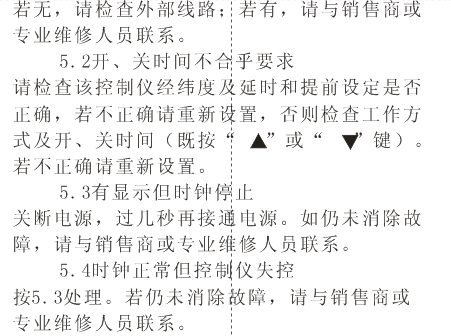 若无，请检查外部线路；若有，请与销售商或
专业维修人员联系。
5.2开、关时间不合乎要求
请检查该控制仪经纬度及延时和提前设定是否
正确，若不正确请重新设置，否则检查工作方
式及开、关时间（既按“ ▲”或“ ▼”键）。
若不正确请重新设置。
5.3有显示但时钟停止
关断电源，过几秒再接通电源。如仍未消除故
障，请与销售商或专业维修人员联系。
5.4时钟正常但控制仪失控
按5.3处理。若仍未消除故障，请与销售商或
专业维修人员联系。